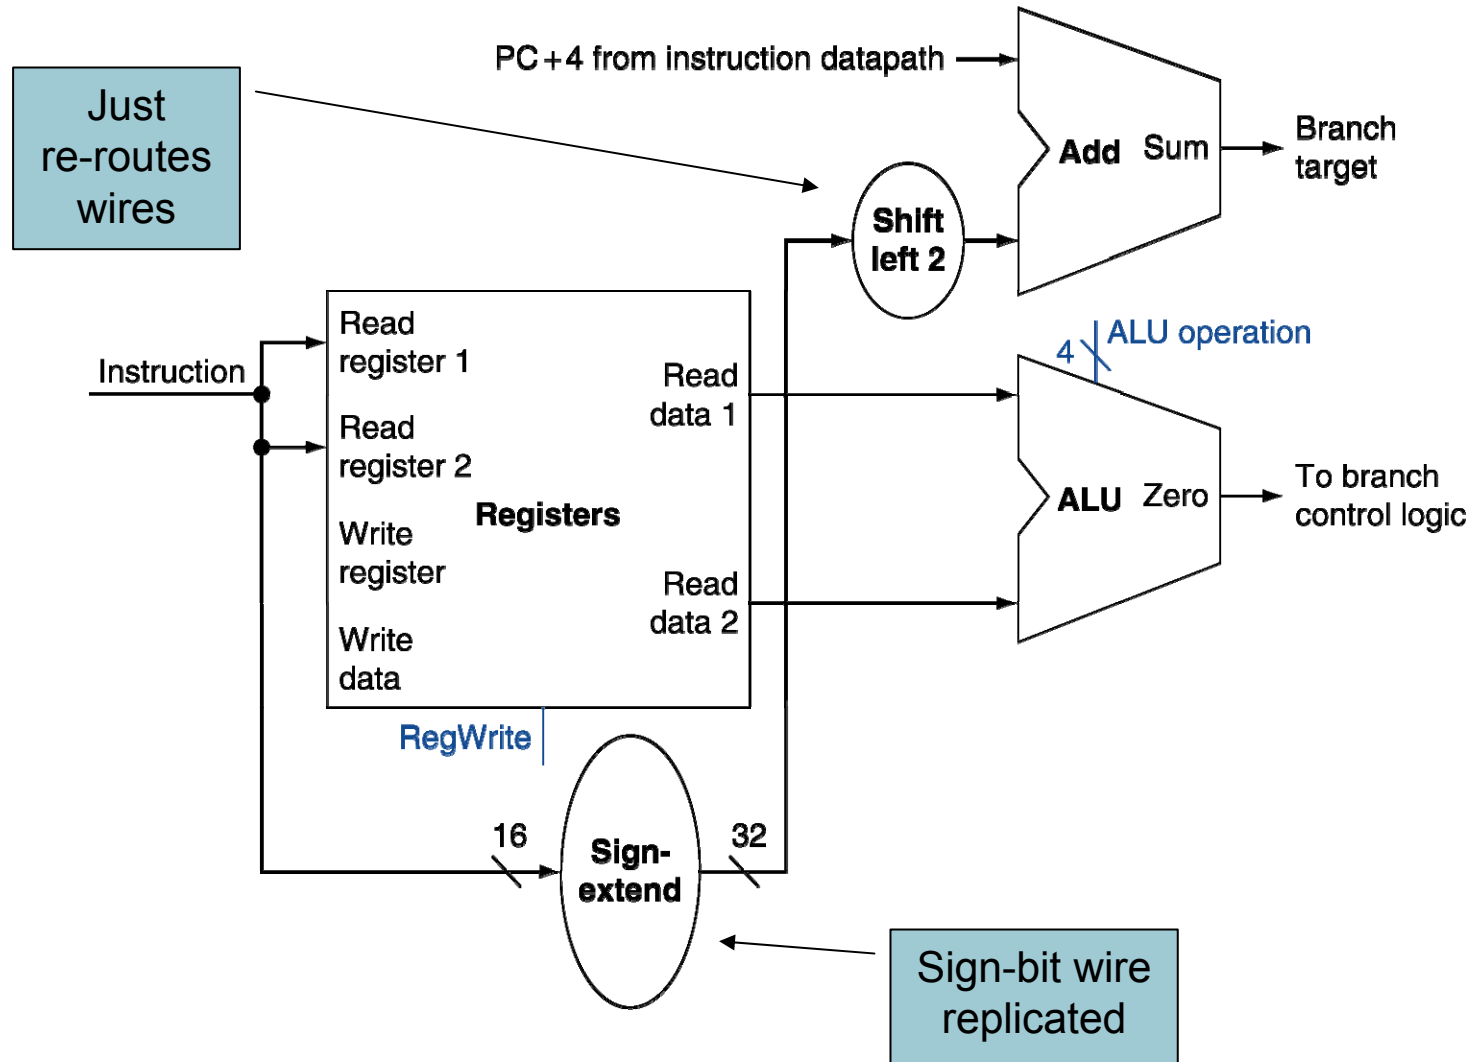 PC+4 from instruction datapath
Just
re-routes
wires
Add Sum
Branch
target
Shift
left 2
Read
register 1
ALU operation
4
Instruction
Read
data 1
Read
register 2
Registers
ALU Zero
To branch
control logic
Write
register
Read
data 2
Write
data
RegWrite
16
32
Sign-
extend
Sign-bit wire
replicated